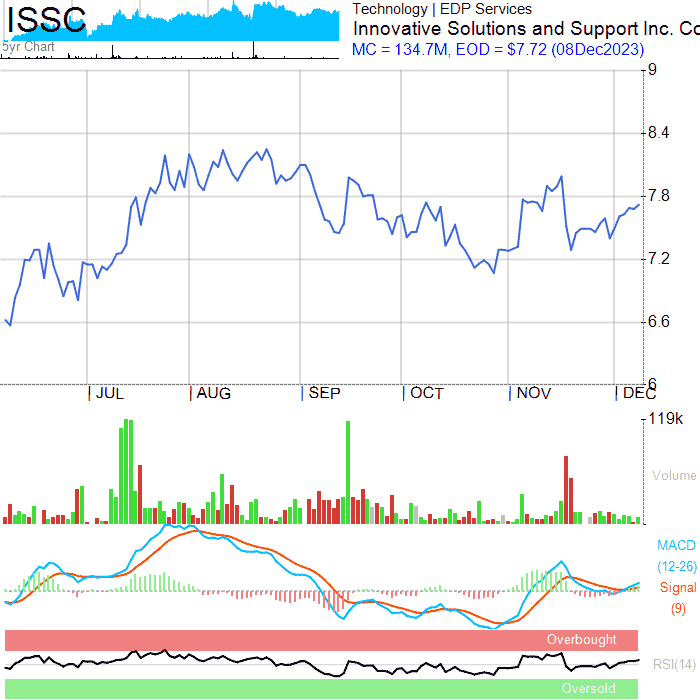 ISSC
5yr Chart
Technology | EDP Services
Innovative Solutions and Support Inc. Co
MC = 134.7M, EOD = $7.72 (08Dec2023)
9
8.4
7.8
7.2
6.6
6
JUL AUG SEP OCT NOV DEC
119k
Volume
MACD
(12-26)
Signal
(9)
Overbought
RSI(14)
Oversold